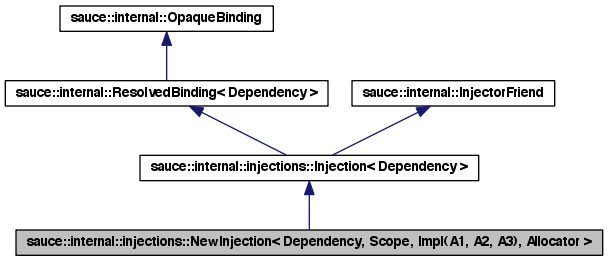 sauce::internal::OpaqueBinding
sauce::internal::ResolvedBinding< Dependency >
sauce::internal::InjectorFriend
sauce::internal::injections::Injection< Dependency >
sauce::internal::injections::NewInjection< Dependency, Scope, Impl(A1, A2, A3), Allocator >